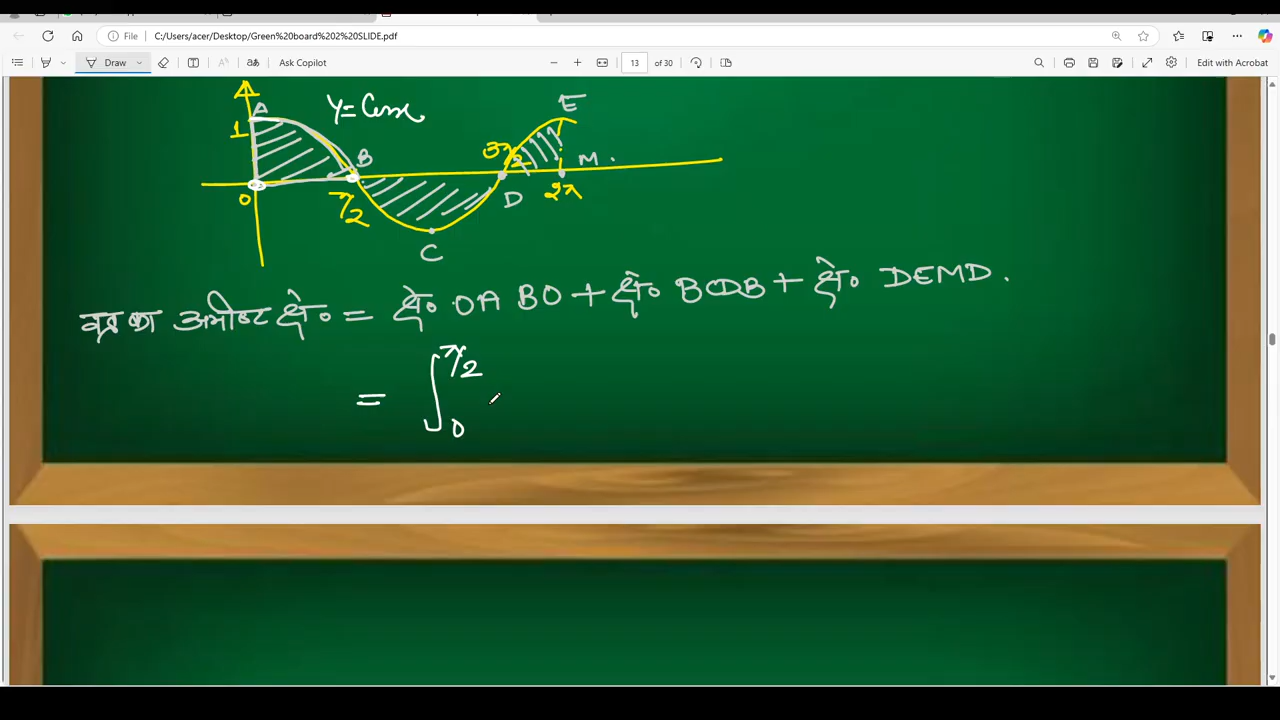 File C:/Users/acer/Desktop/Green%20board%202%20SLIDE.pdf
Draw Ask Copilot 13 of 30 Edit with Acrobat
A y = Cosx E
1 B 3π/2 M.
0 π/2 D 2π
C
वक्र का अभीष्ट क्षे० = क्षे० OABO + क्षे० BCDB + क्षे० DEMD.
= ∫₀^π/2